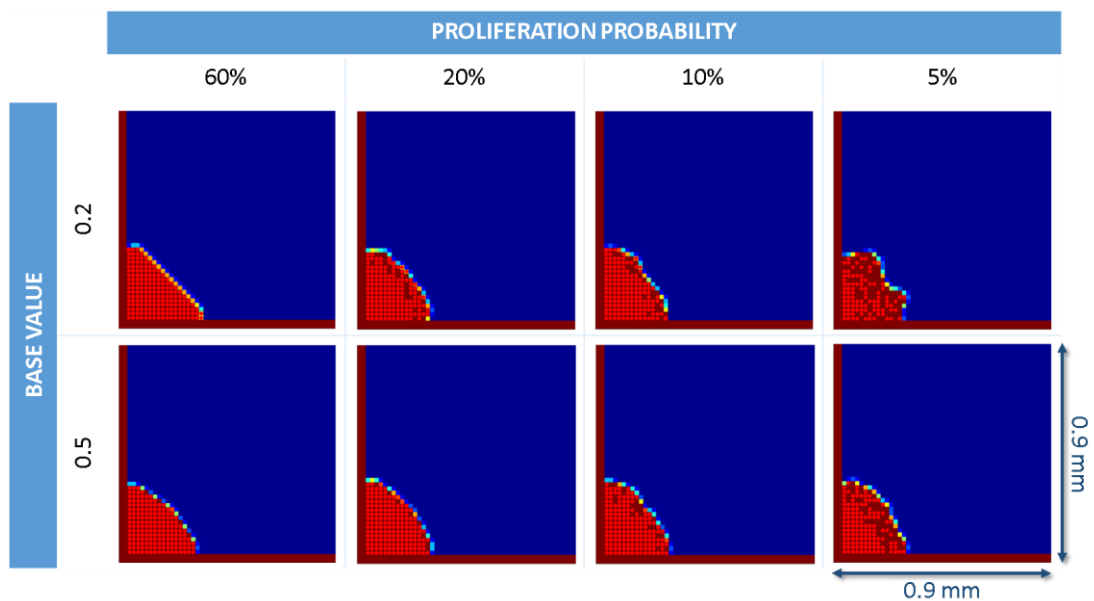 PROLIFERATION PROBABILITY
60%
20%
10%
5%
BASE VALUE
0.2
0.5
0.9 mm
0.9 mm